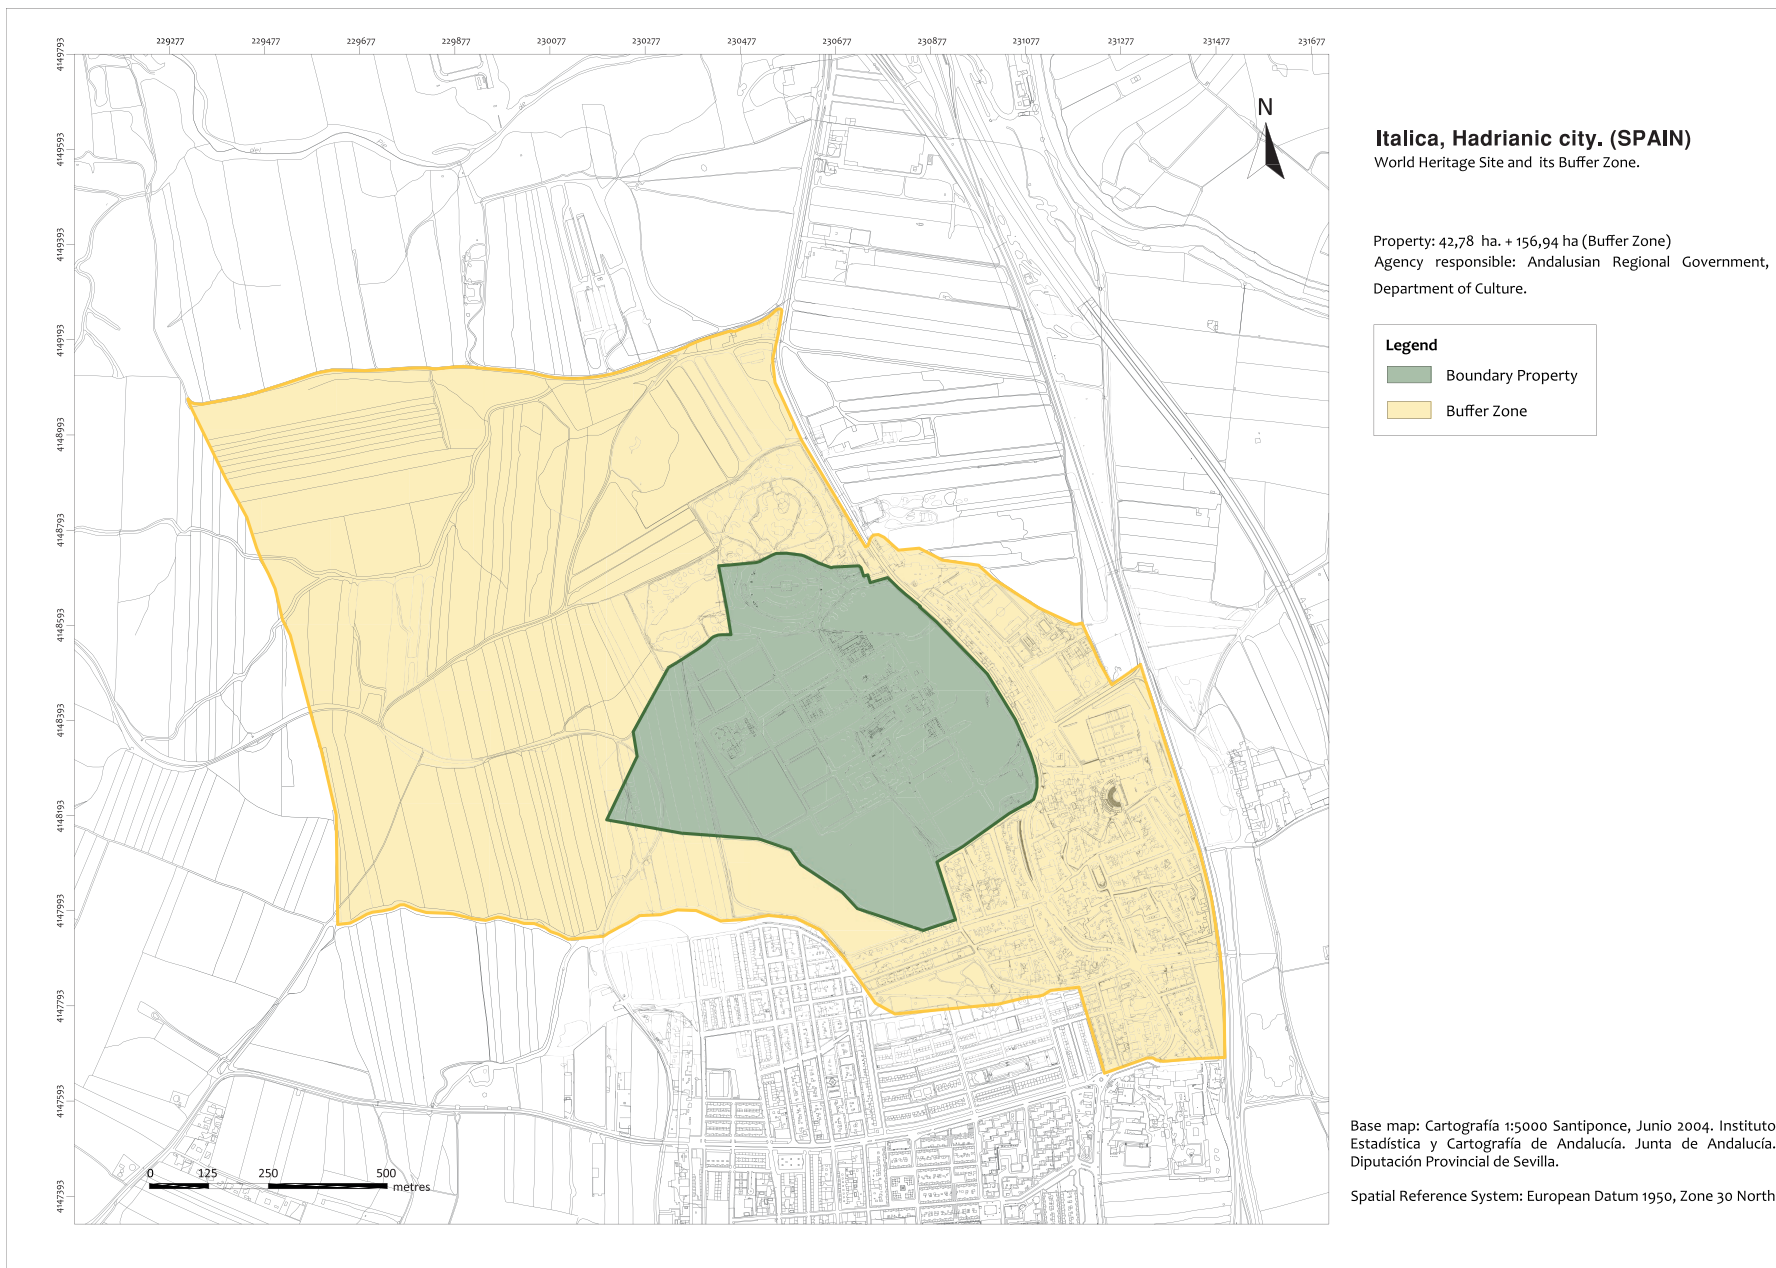 229277 229477 229677 229877 230077 230277 230477 230677 230877 231077 231277 231477 231677
4149793
4149593
4149393
4149193
4148993
4148793
4148593
4148393
4148193
4147993
4147793
4147593
4147393
N
0 125 250 500
metres
Italica, Hadrianic city. (SPAIN)
World Heritage Site and its Buffer Zone.
Property: 42,78 ha. + 156,94 ha (Buffer Zone)
Agency responsible: Andalusian Regional Government,
Department of Culture.
Legend
Boundary Property
Buffer Zone
Base map: Cartografía 1:5000 Santiponce, Junio 2004. Instituto
Estadística y Cartografía de Andalucía. Junta de Andalucía.
Diputación Provincial de Sevilla.
Spatial Reference System: European Datum 1950, Zone 30 North